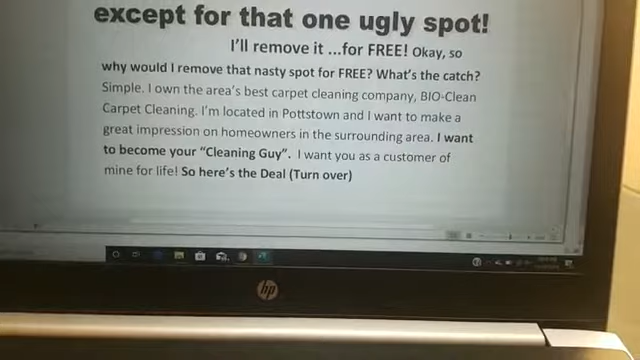 except for that one ugly spot!
I'll remove it ...for FREE! Okay, so
why would I remove that nasty spot for FREE? What's the catch?
Simple. I own the area's best carpet cleaning company, BIO-Clean
Carpet Cleaning. I'm located in Pottstown and I want to make a
great impression on homeowners in the surrounding area. I want
to become your “Cleaning Guy”. I want you as a customer of
mine for life! So here's the Deal (Turn over)
hp